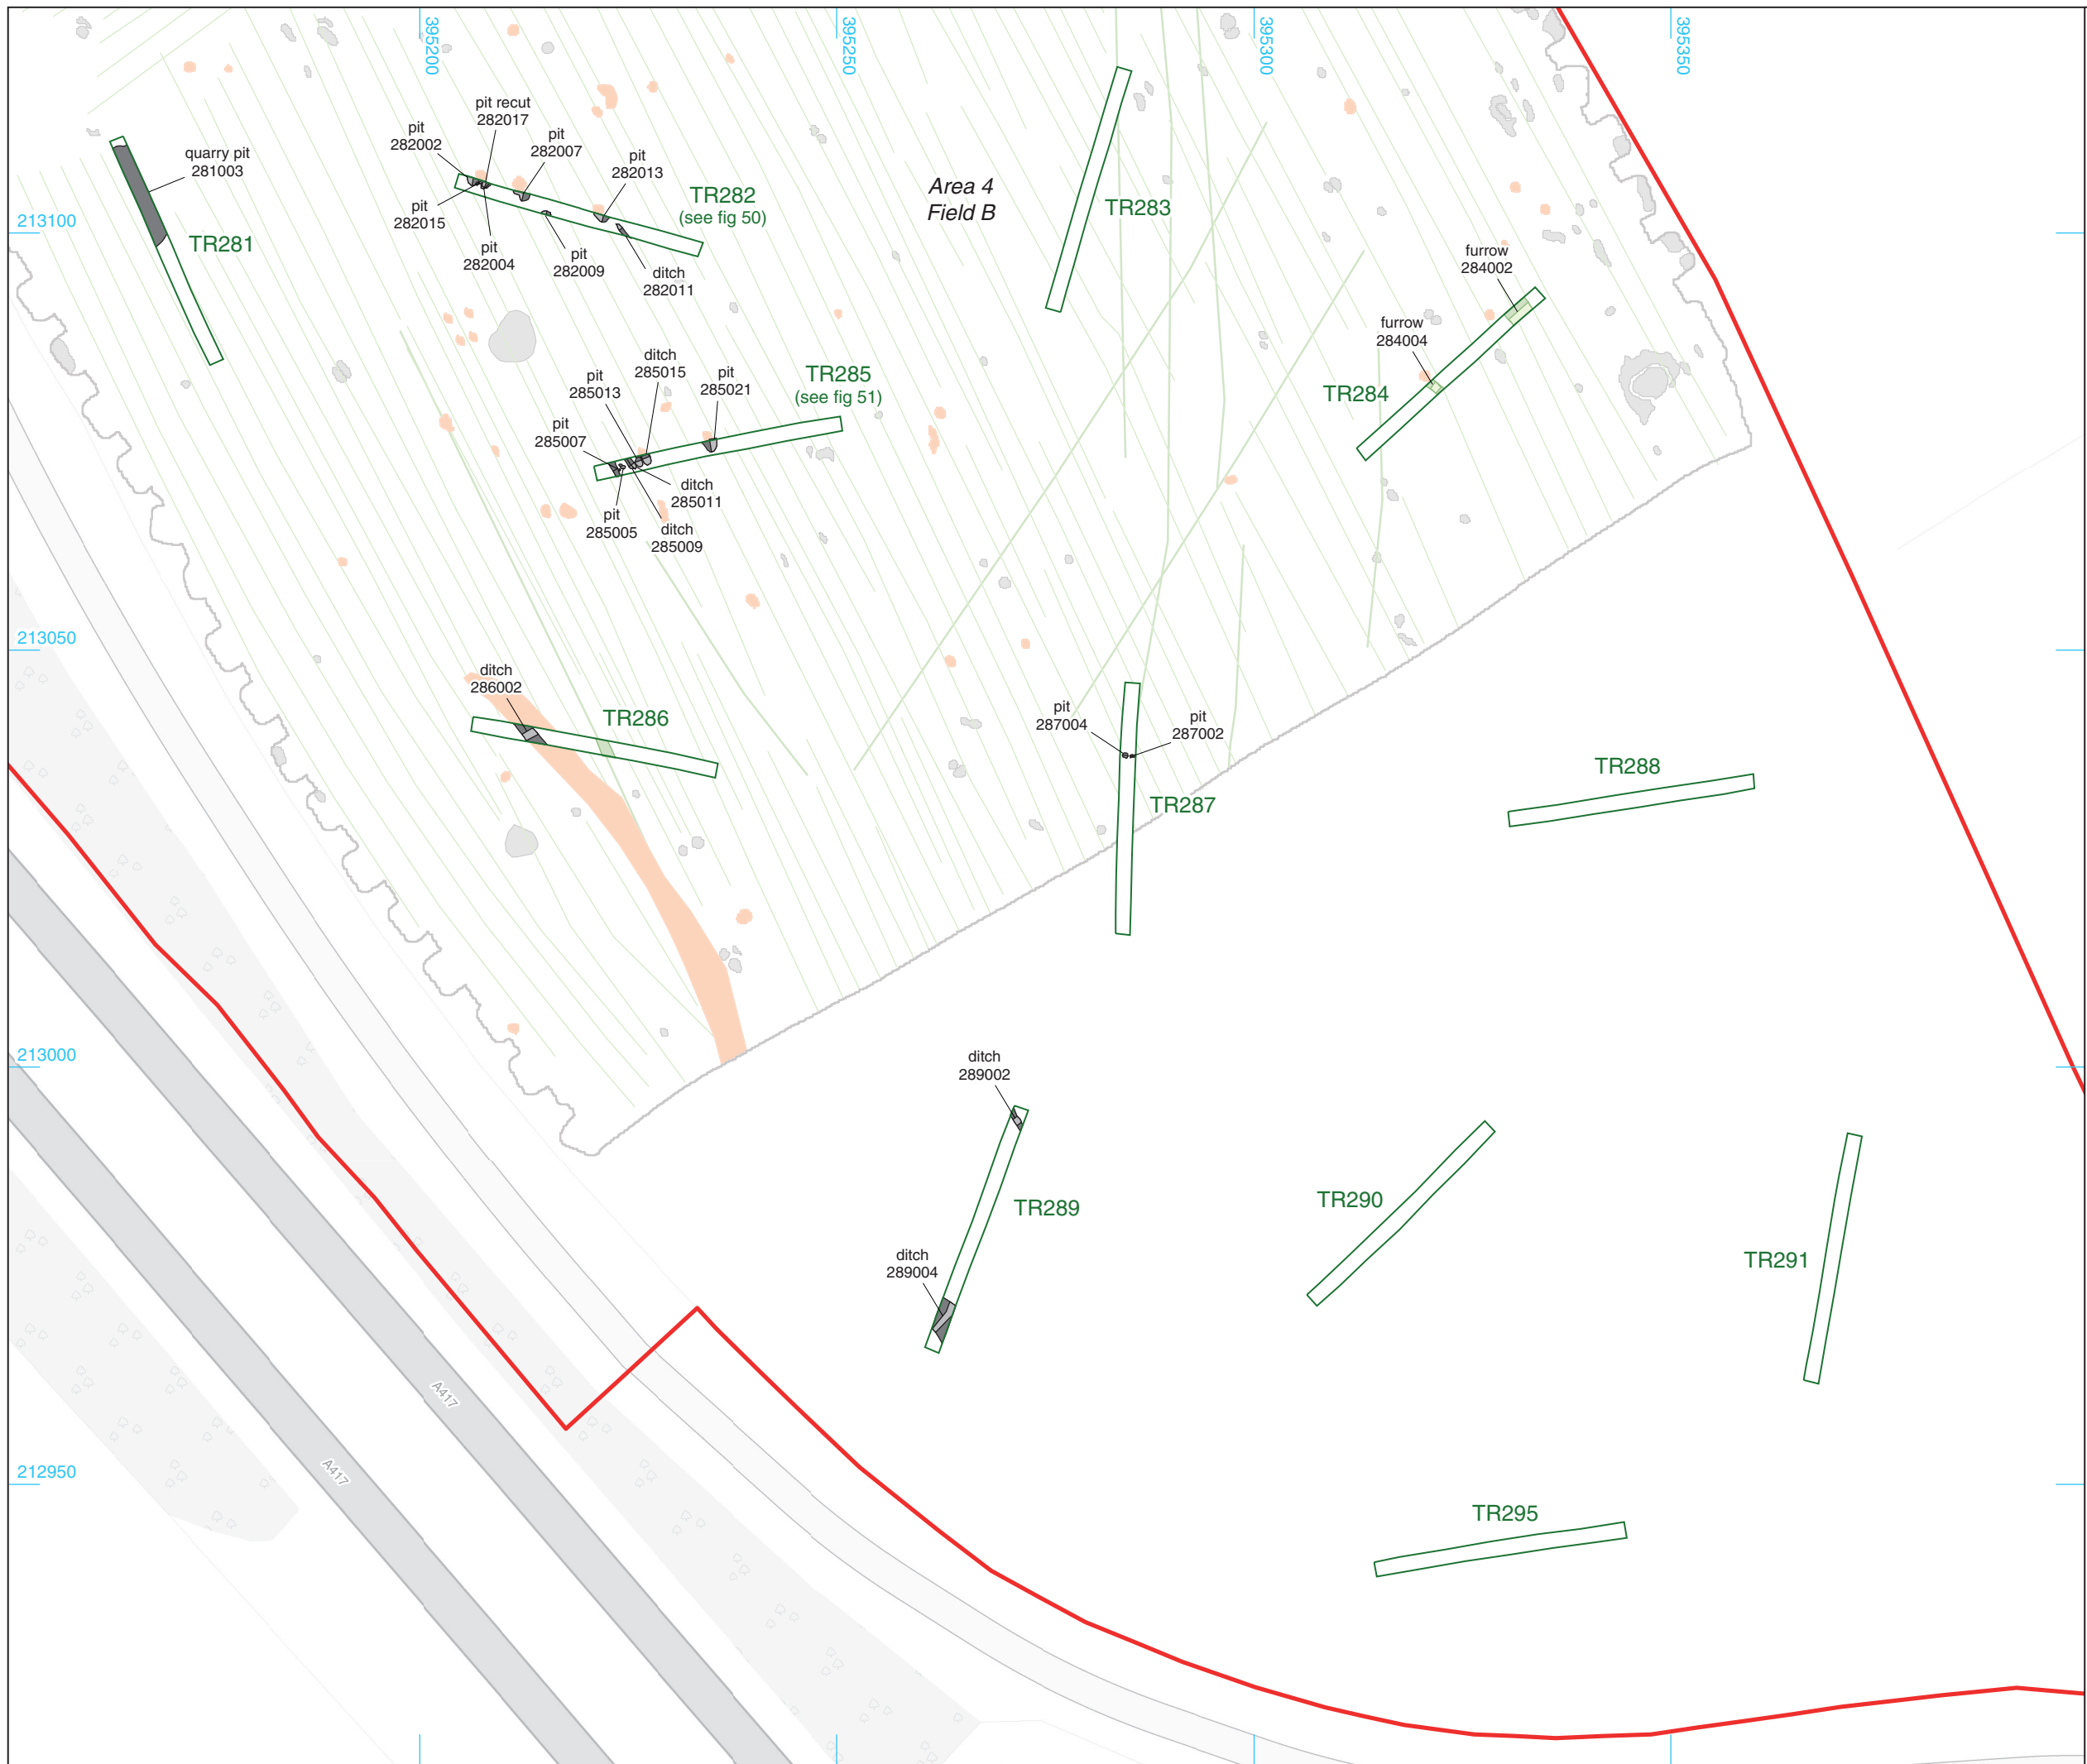 395200
395250
395300
395350
213100
213050
213000
212950
Area 4
Field B
quarry pit
281003
TR281
pit
282002
pit recut
282017
pit
282007
pit
282013
TR282
(see fig 50)
pit
282015
pit
282004
pit
282009
ditch
282011
TR283
furrow
284002
furrow
284004
TR284
ditch
285015
pit
285013
pit
285021
TR285
(see fig 51)
pit
285007
ditch
285011
pit
285005
ditch
285009
ditch
286002
TR286
pit
287004
pit
287002
TR287
TR288
ditch
289002
TR289
ditch
289004
TR290
TR291
TR295
A417
A417